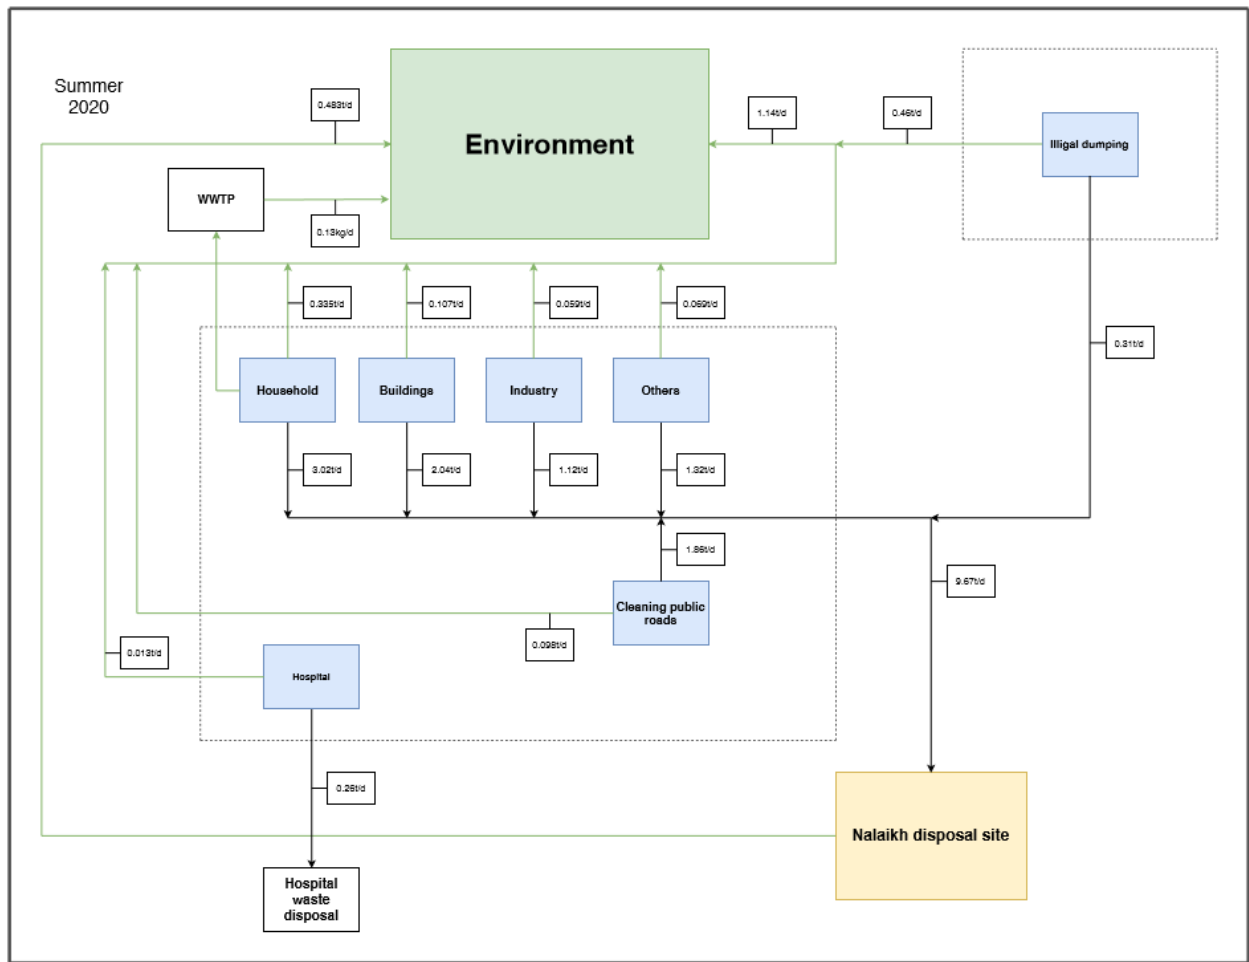 Summer
2020
0.483t/d
Environment
1.14t/d
0.46t/d
Illigal dumping
WWTP
0.13kg/d
0.335t/d
0.107t/d
0.059t/d
0.069t/d
0.31t/d
Household
Buildings
Industry
Others
3.02t/d
2.04t/d
1.12t/d
1.32t/d
1.86t/d
9.67t/d
Cleaning public
roads
0.098t/d
0.013t/d
Hospital
0.26t/d
Nalaikh disposal site
Hospital
waste
disposal